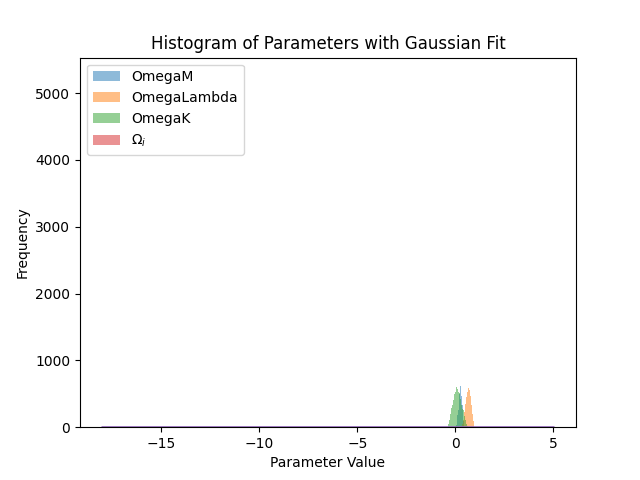 Histogram of Parameters with Gaussian Fit
OmegaM
OmegaLambda
OmegaK
Ωi
Frequency
5000
4000
3000
2000
1000
0
−15
−10
−5
0
5
Parameter Value